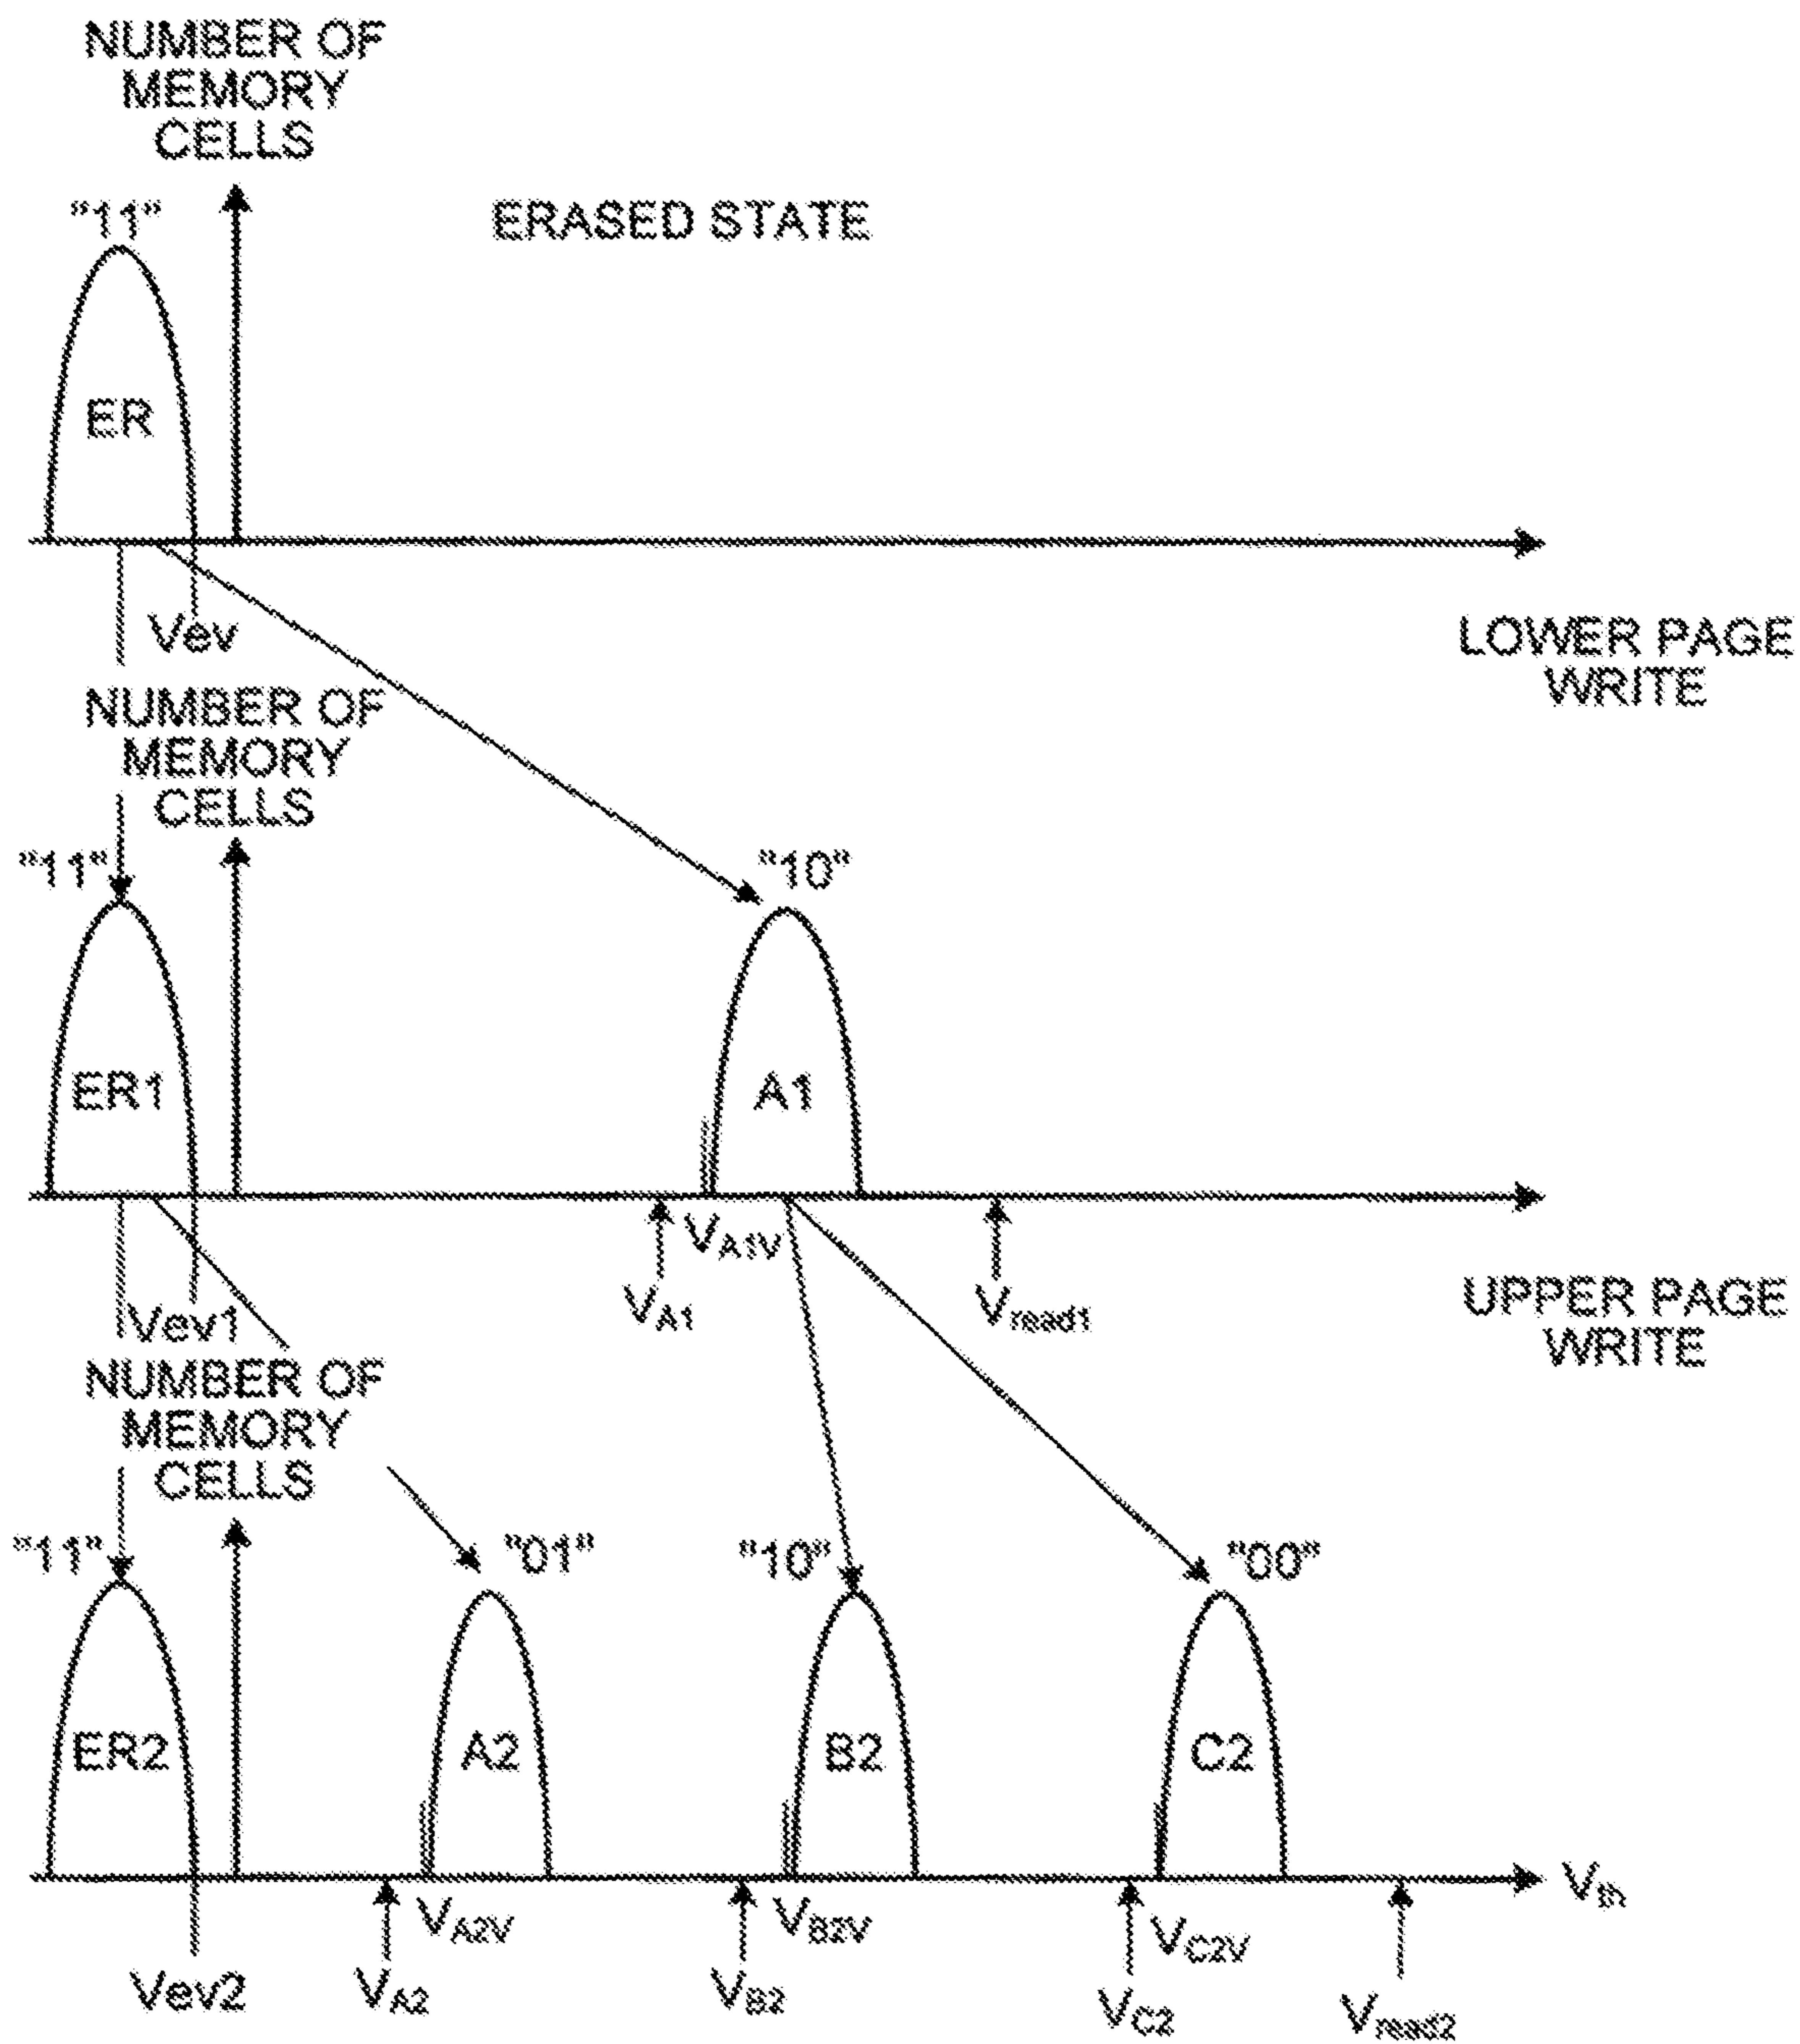 NUMBER OF
MEMORY
CELLS
"11"
ERASED STATE
ER
Vev
LOWER PAGE
WRITE
NUMBER OF
MEMORY
CELLS
"11"
"10"
ER1
A1
VA1V
VA1
Vread1
Vev1
UPPER PAGE
WRITE
NUMBER OF
MEMORY
CELLS
"11"
"01"
"10"
"00"
ER2
A2
B2
C2
Vth
VA2V
VB2V
VC2V
Vev2
VA2
VB2
VC2
Vread2